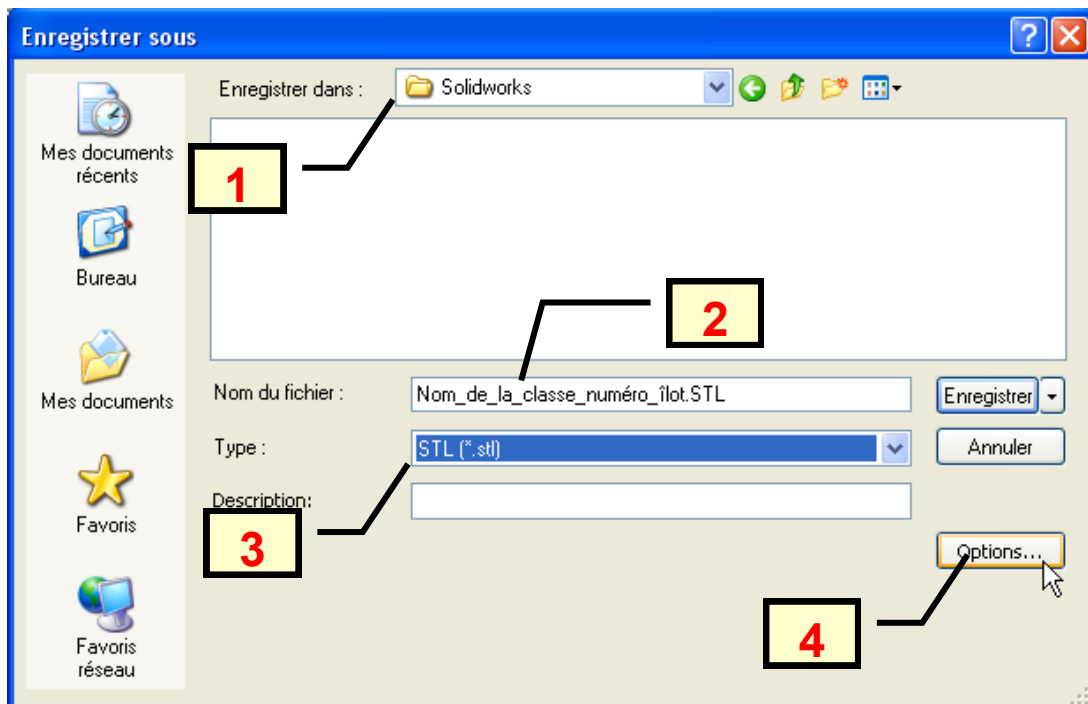 Enregistrer sous
Enregistrer dans :
Solidworks
Mes documents
récents
1
Bureau
2
Mes documents
Nom du fichier :
Nom_de_la_classe_numéro_îlot.STL
Enregistrer
Type :
STL (*.stl)
Annuler
Favoris
Description:
3
Options...
4
Favoris
réseau